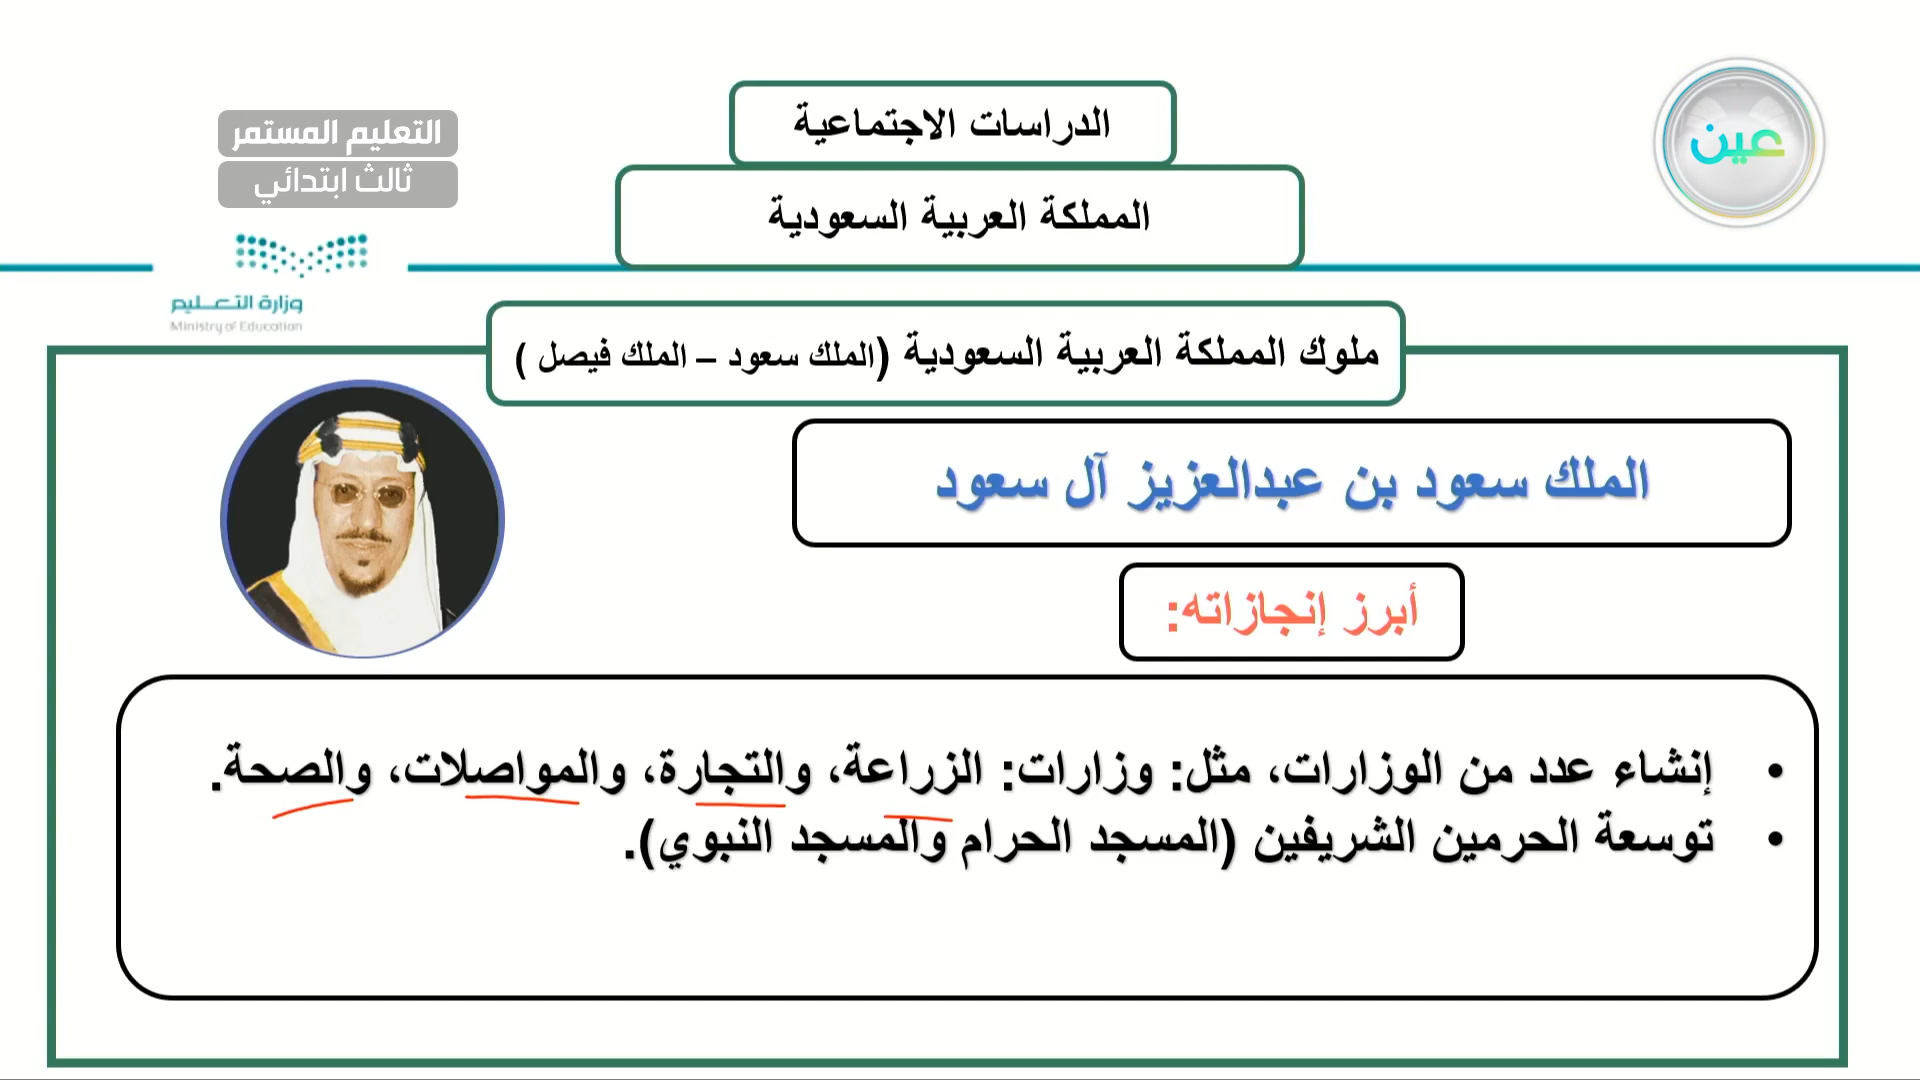 الدراسات الاجتماعية
عين
التعليم المستمر
ثالث ابتدائي
المملكة العربية السعودية
وزارة التعليم
Ministry of Education
ملوك المملكة العربية السعودية (الملك سعود – الملك فيصل )
الملك سعود بن عبدالعزيز آل سعود
أبرز إنجازاته:
• إنشاء عدد من الوزارات، مثل: وزارات: الزراعة، والتجارة، والمواصلات، والصحة.
• توسعة الحرمين الشريفين (المسجد الحرام والمسجد النبوي).